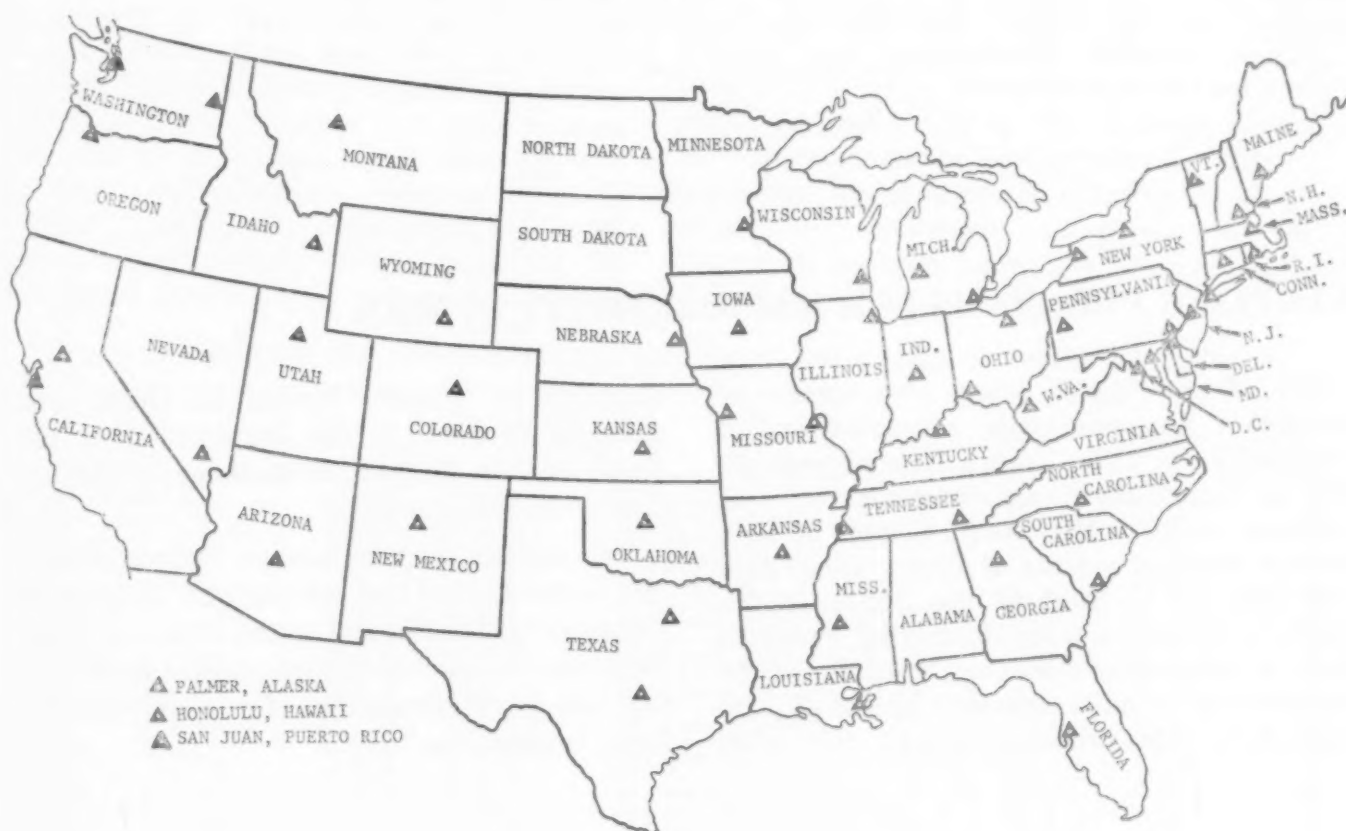 WASHINGTON
MONTANA
NORTH DAKOTA
MINNESOTA
MAINE
VT.
OREGON
IDAHO
SOUTH DAKOTA
WISCONSIN
MICH.
N.H.
MASS.
NEW YORK
WYOMING
R.I.
CONN.
PENNSYLVANIA
IOWA
NEBRASKA
NEVADA
UTAH
ILLINOIS
IND.
OHIO
N.J.
DEL.
W.VA.
MD.
D.C.
CALIFORNIA
COLORADO
KANSAS
MISSOURI
VIRGINIA
KENTUCKY
NORTH
CAROLINA
ARIZONA
NEW MEXICO
OKLAHOMA
ARKANSAS
TENNESSEE
SOUTH
CAROLINA
MISS.
ALABAMA
GEORGIA
TEXAS
LOUISIANA
FLORIDA
PALMER, ALASKA
HONOLULU, HAWAII
SAN JUAN, PUERTO RICO